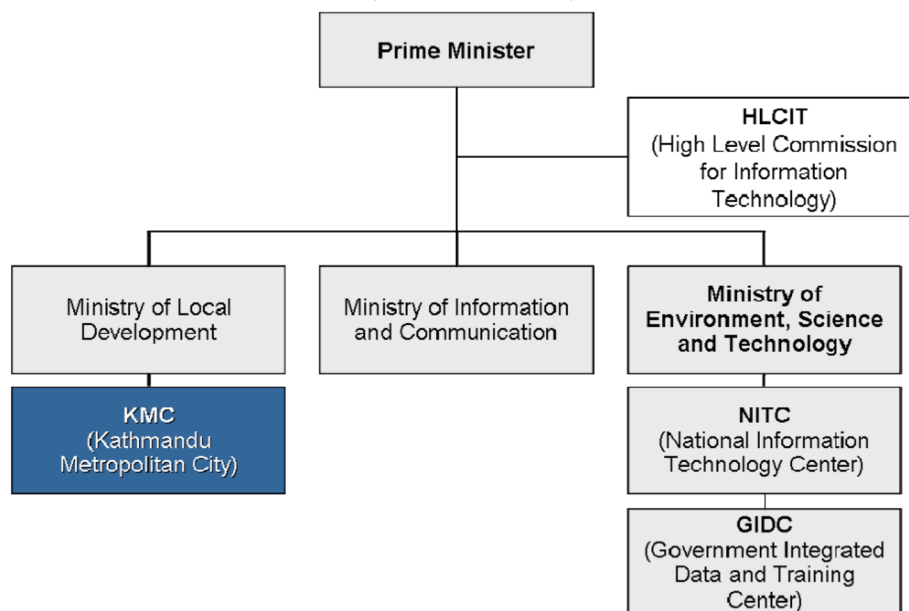 Prime Minister
HLCIT
(High Level Commission
for Information
Technology)
Ministry of Local
Development
Ministry of Information
and Communication
Ministry of
Environment, Science
and Technology
KMC
(Kathmandu
Metropolitan City)
NITC
(National Information
Technology Center)
GIDC
(Government Integrated
Data and Training
Center)